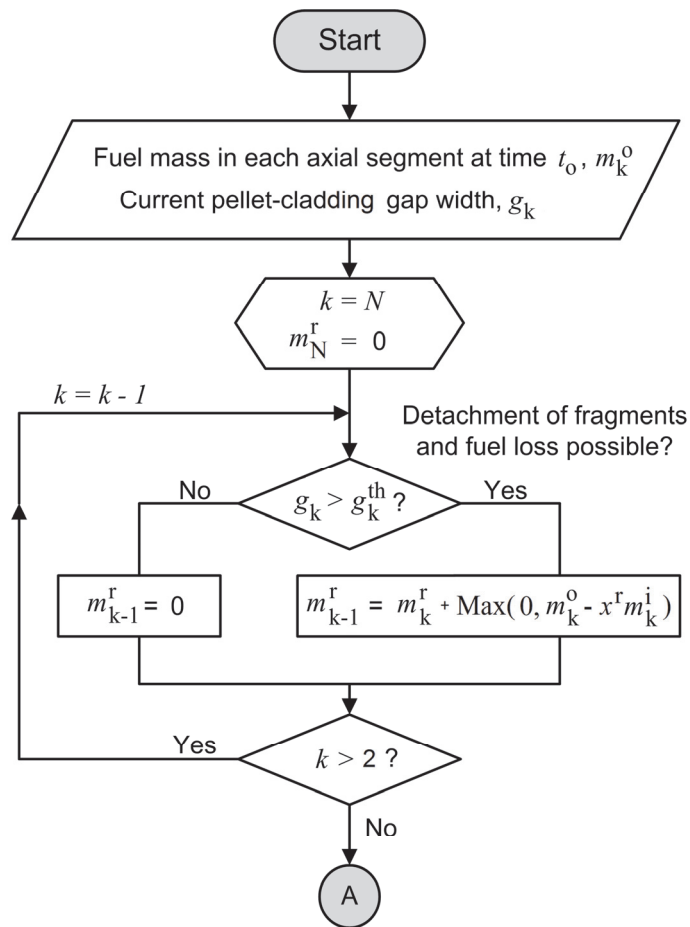 Start
Fuel mass in each axial segment at time t_o, m_k^o
Current pellet-cladding gap width, g_k
k = N
m_N^r = 0
k = k - 1
Detachment of fragments
and fuel loss possible?
No
g_k > g_k^th ?
Yes
m_{k-1}^r = 0
m_{k-1}^r = m_k^r + Max(0, m_k^o - x^r m_k^i)
Yes
k > 2 ?
No
A